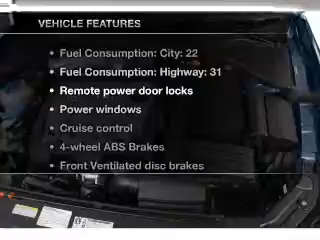 VEHICLE FEATURES
• Fuel Consumption: City: 22
• Fuel Consumption: Highway: 31
• Remote power door locks
• Power windows
• Cruise control
• 4-wheel ABS Brakes
• Front Ventilated disc brakes